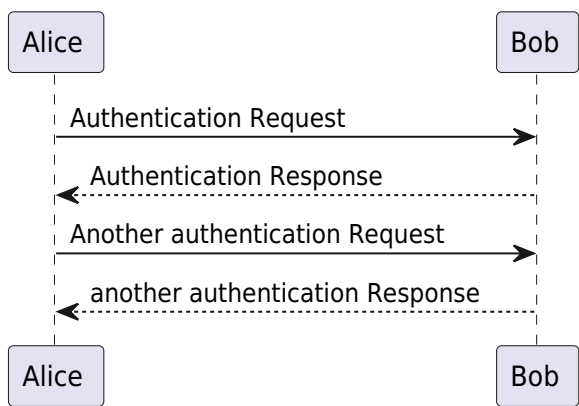 Alice
Bob
Authentication Request
Authentication Response
Another authentication Request
another authentication Response
Alice
Bob